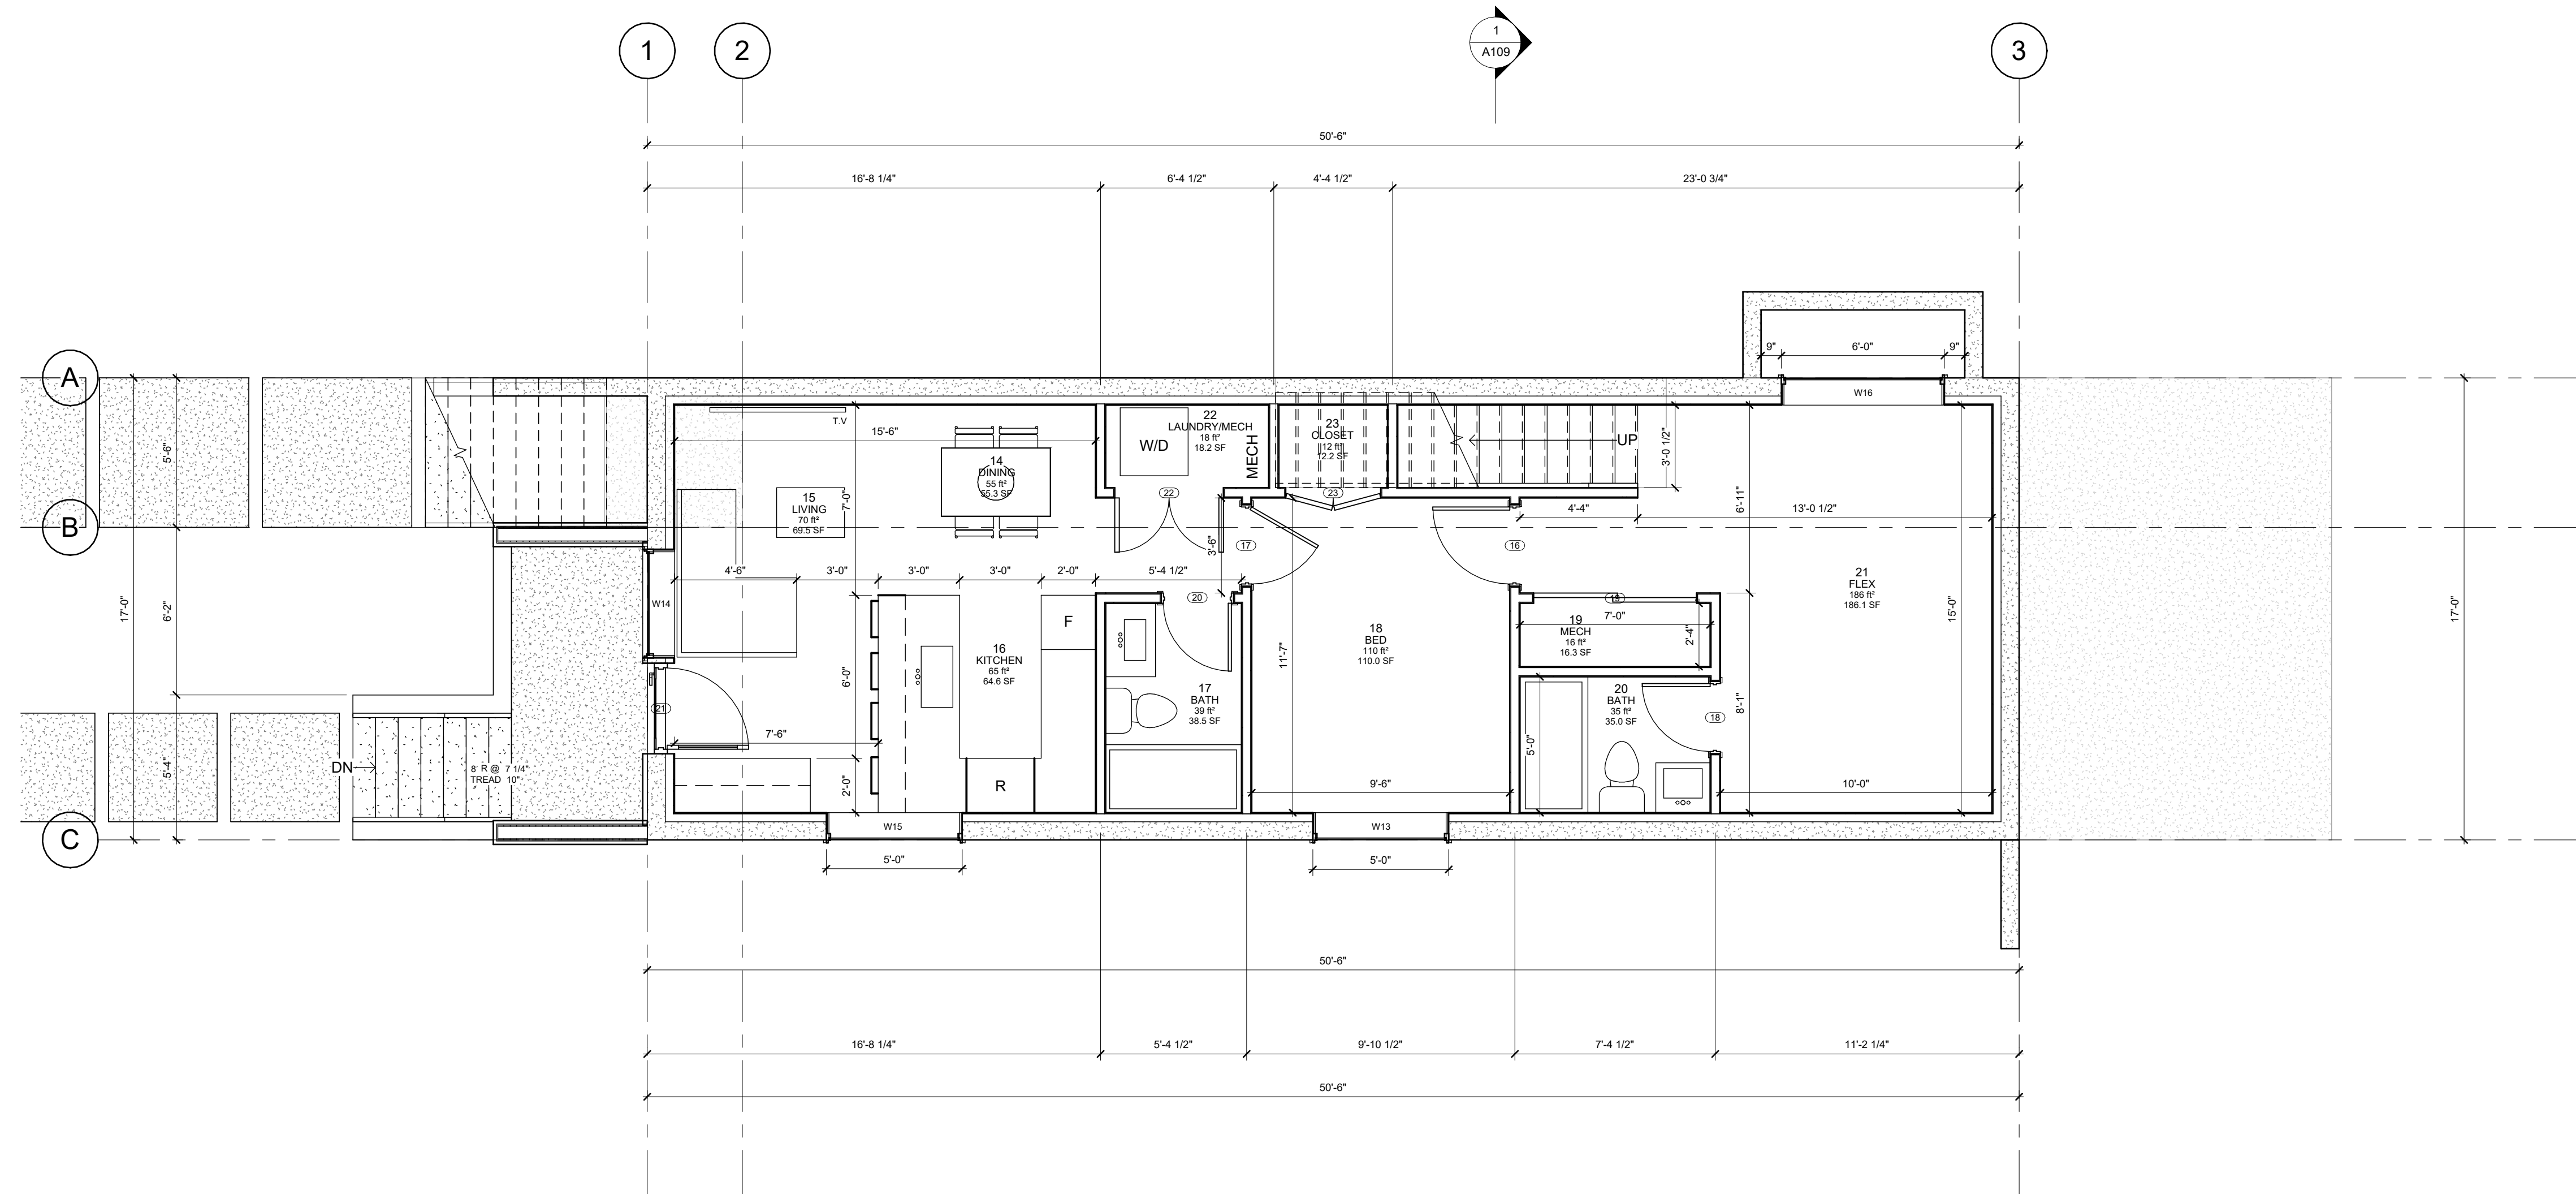 1
2
1
A109
3
50'-6"
16'-8 1/4"
6'-4 1/2"
4'-4 1/2"
23'-0 3/4"
9"
6'-0"
9"
A
W16
T.V
15'-6"
22
LAUNDRY/MECH
18 ft²
18.2 SF
W/D
MECH
23
CLOSET
12 ft²
12.2 SF
UP
3'-0 1/2"
5'-6"
14
DINING
55 ft²
55.3 SF
15
LIVING
70 ft²
69.5 SF
7'-0"
22
23
6'-11"
4'-4"
13'-0 1/2"
B
3'-6"
17
16
4'-6"
3'-0"
3'-0"
3'-0"
2'-0"
5'-4 1/2"
21
FLEX
186 ft²
186.1 SF
W14
20
19
17'-0"
6'-2"
15'-0"
17'-0"
F
7'-0"
19
MECH
16 ft²
16.3 SF
2'-4"
18
BED
110 ft²
110.0 SF
11'-7"
16
KITCHEN
65 ft²
64.6 SF
6'-0"
17
BATH
39 ft²
38.5 SF
20
BATH
35 ft²
35.0 SF
8'-1"
21
18
7'-6"
5'-0"
DN
8' R @ 7 1/4"
TREAD 10"
5'-4"
2'-0"
R
9'-6"
10'-0"
W15
W13
C
5'-0"
5'-0"
50'-6"
16'-8 1/4"
5'-4 1/2"
9'-10 1/2"
7'-4 1/2"
11'-2 1/4"
50'-6"